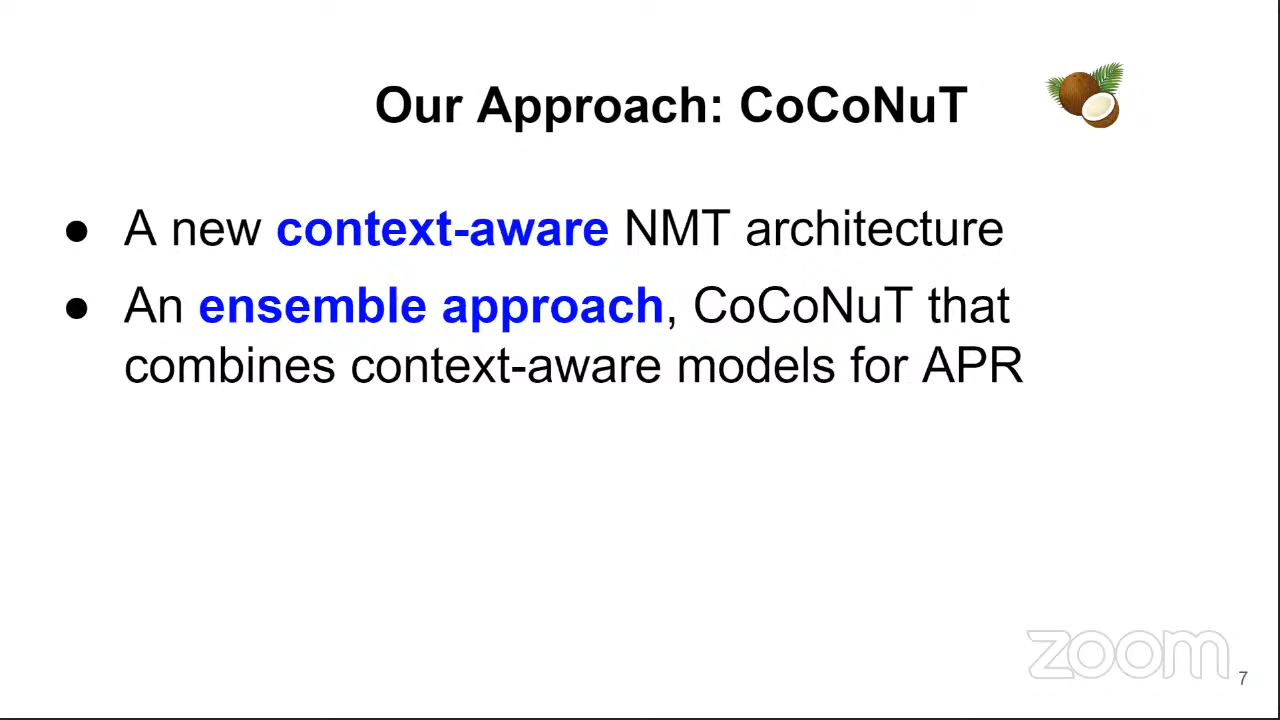 Our Approach: CoCoNuT
● A new context-aware NMT architecture
● An ensemble approach, CoCoNuT that
combines context-aware models for APR
zoom
7